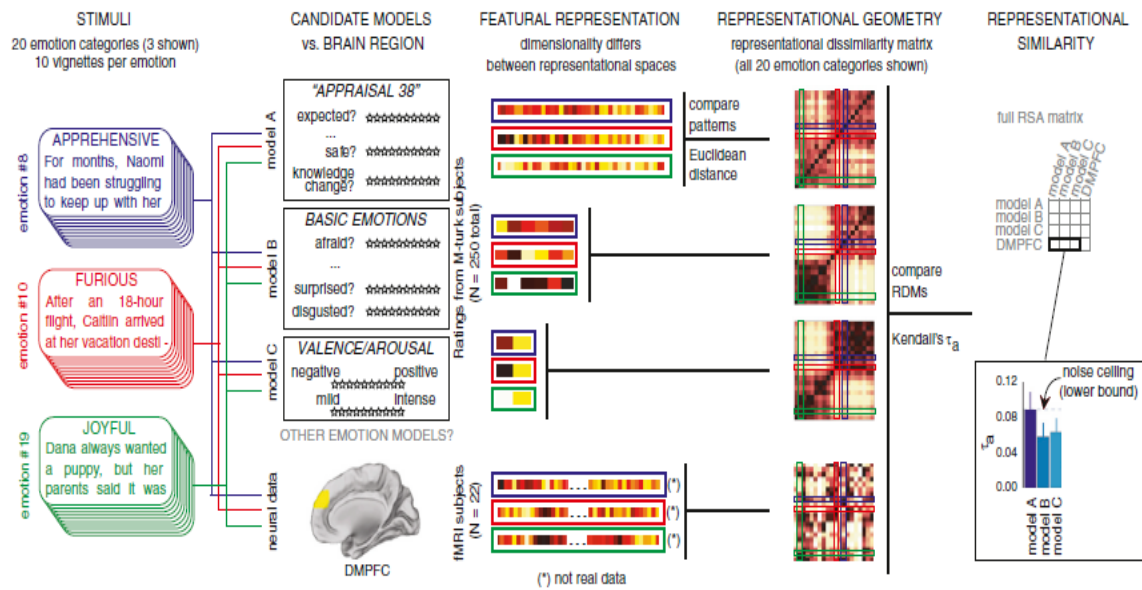 STIMULI
20 emotion categories (3 shown)
10 vignettes per emotion
CANDIDATE MODELS
vs. BRAIN REGION
FEATURAL REPRESENTATION
dimensionality differs
between representational spaces
REPRESENTATIONAL GEOMETRY
representational dissimilarity matrix
(all 20 emotion categories shown)
REPRESENTATIONAL
SIMILARITY
emotion #8
APPREHENSIVE
For months, Naomi
had been struggling
to keep up with her
emotion #10
FURIOUS
After an 18-hour
flight, Caitlin arrived
at her vacation desti -
emotion #19
JOYFUL
Dana always wanted
a puppy, but her
parents said it was
model A
"APPRAISAL 38"
expected?
...
safe?
knowledge
change?
model B
BASIC EMOTIONS
afraid?
...
surprised?
disgusted?
model C
VALENCE/AROUSAL
negative positive
mild intense
OTHER EMOTION MODELS?
neural data
DMPFC
Ratings from M-turk subjects
(N = 250 total)
fMRI subjects
(N = 22)
(*)
(*)
(*)
(*) not real data
compare
patterns
Euclidean
distance
compare
RDMs
Kendall's τa
full RSA matrix
model A
model B
model C
DMPFC
model A
model B
model C
DMPFC
noise ceiling
(lower bound)
0.12
0.08
0.04
0.00
τa
model A
model B
model C